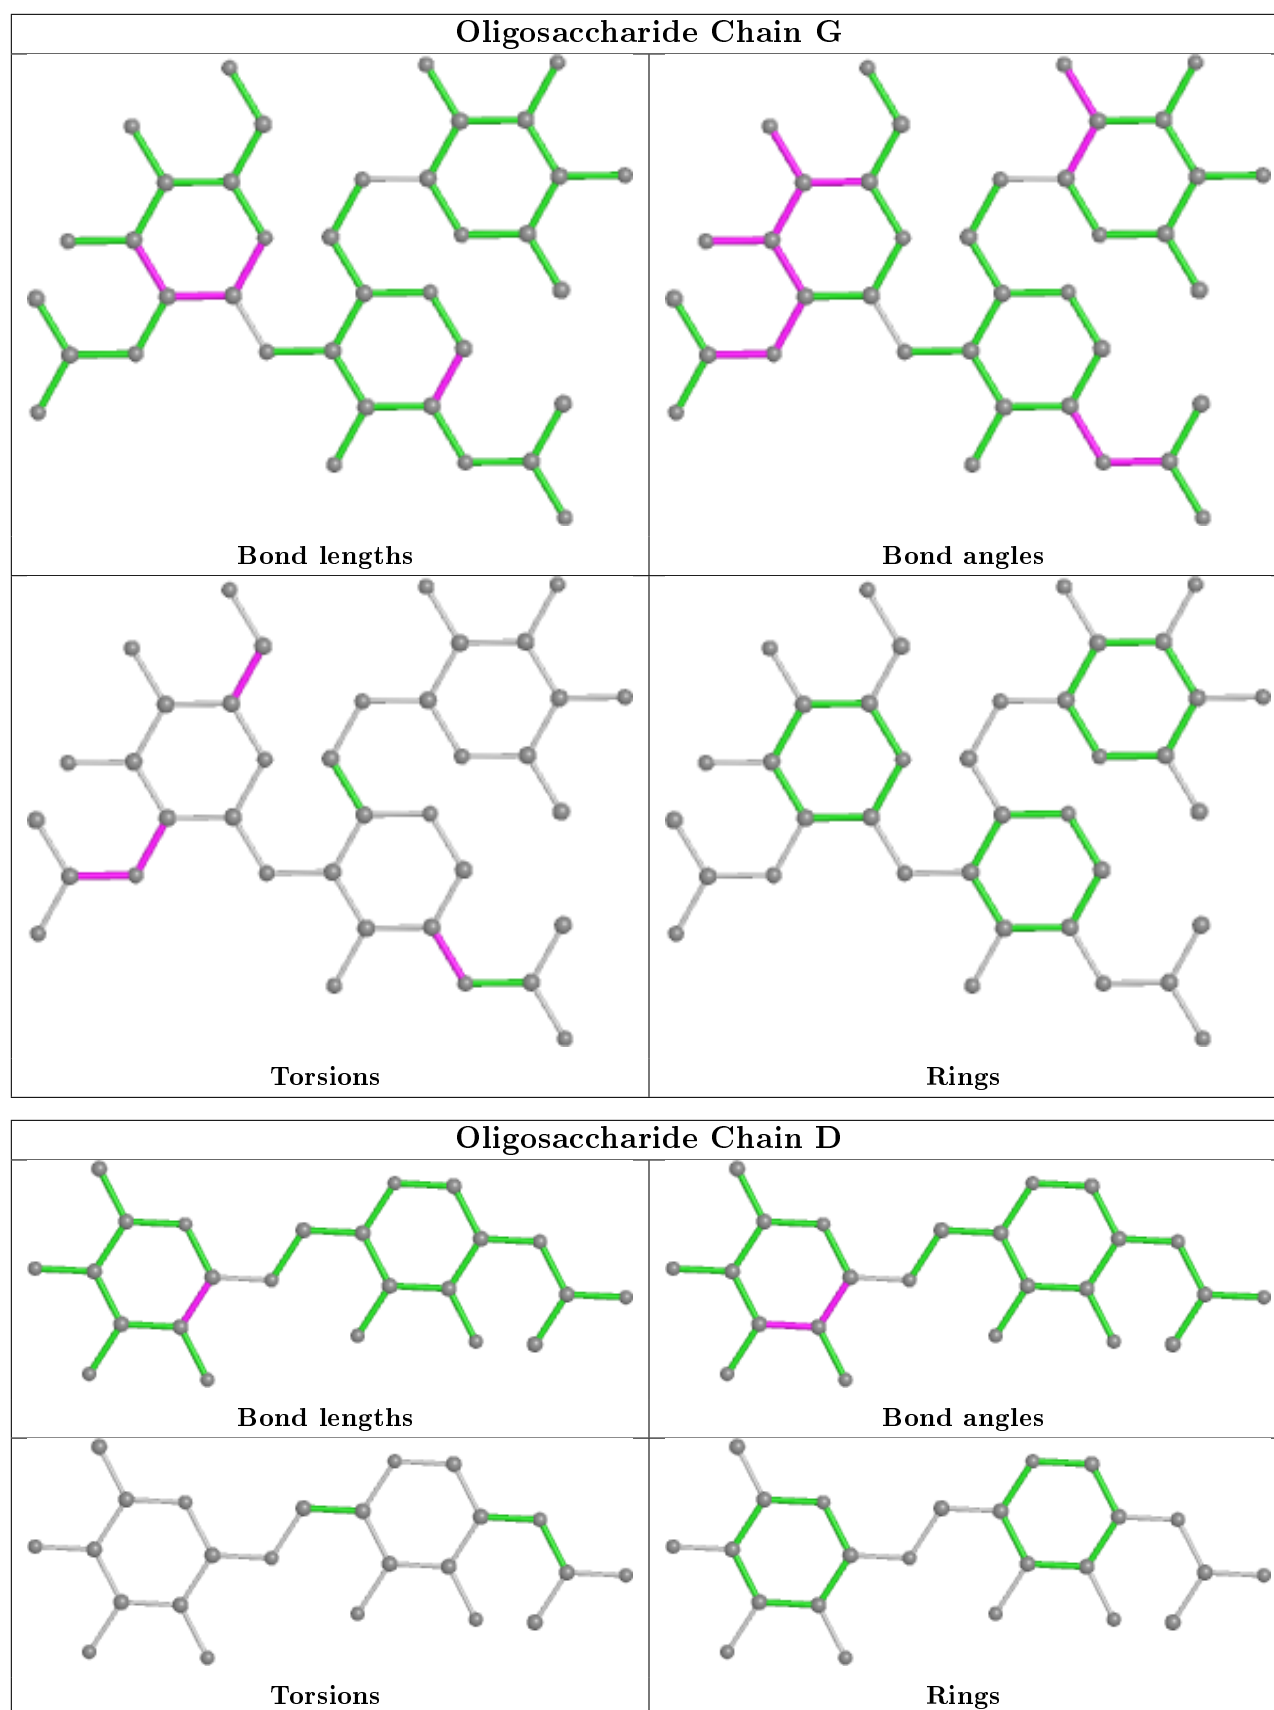 Oligosaccharide Chain G
Bond lengths
Bond angles
Torsions
Rings
Oligosaccharide Chain D
Bond lengths
Bond angles
Torsions
Rings